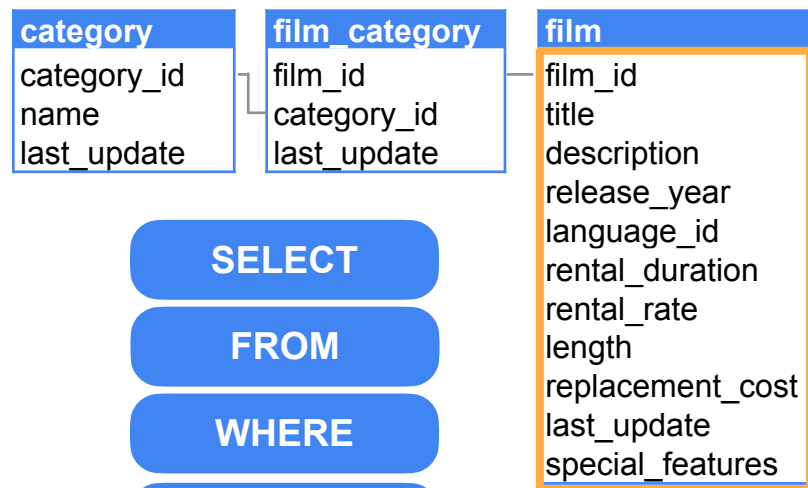 category
category_id
name
last_update
film_category
film_id
category_id
last_update
film
film_id
title
description
release_year
language_id
rental_duration
rental_rate
length
replacement_cost
last_update
special_features
SELECT
FROM
WHERE